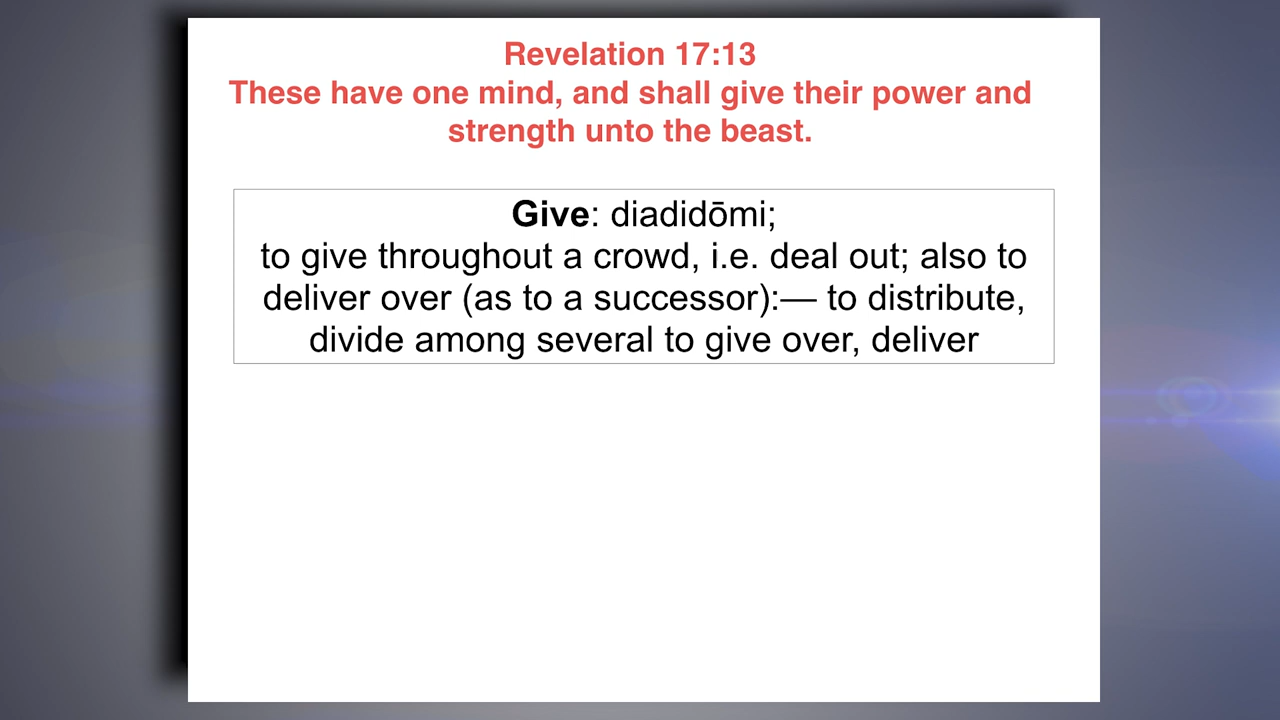 Revelation 17:13
These have one mind, and shall give their power and
strength unto the beast.
Give: diadidōmi;
to give throughout a crowd, i.e. deal out; also to
deliver over (as to a successor):— to distribute,
divide among several to give over, deliver